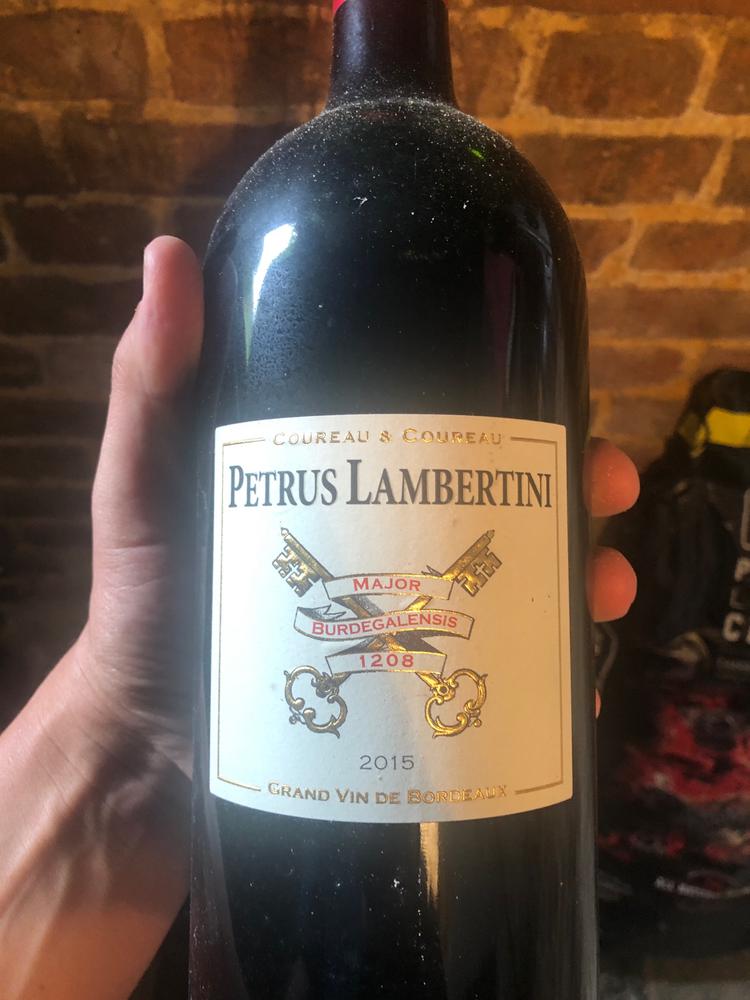 COUREAU & COUREAU
PETRUS LAMBERTINI
MAJOR
BURDEGALENSIS
1208
2015
GRAND VIN DE BORDEAUX